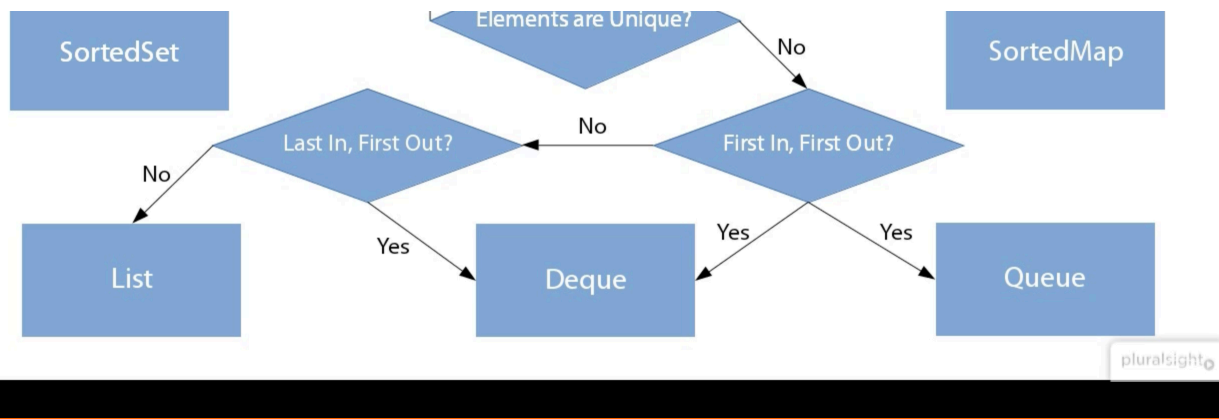 Elements are Unique?
SortedSet
No
SortedMap
Last In, First Out?
No
First In, First Out?
No
Yes
Yes
Yes
List
Deque
Queue
pluralsight